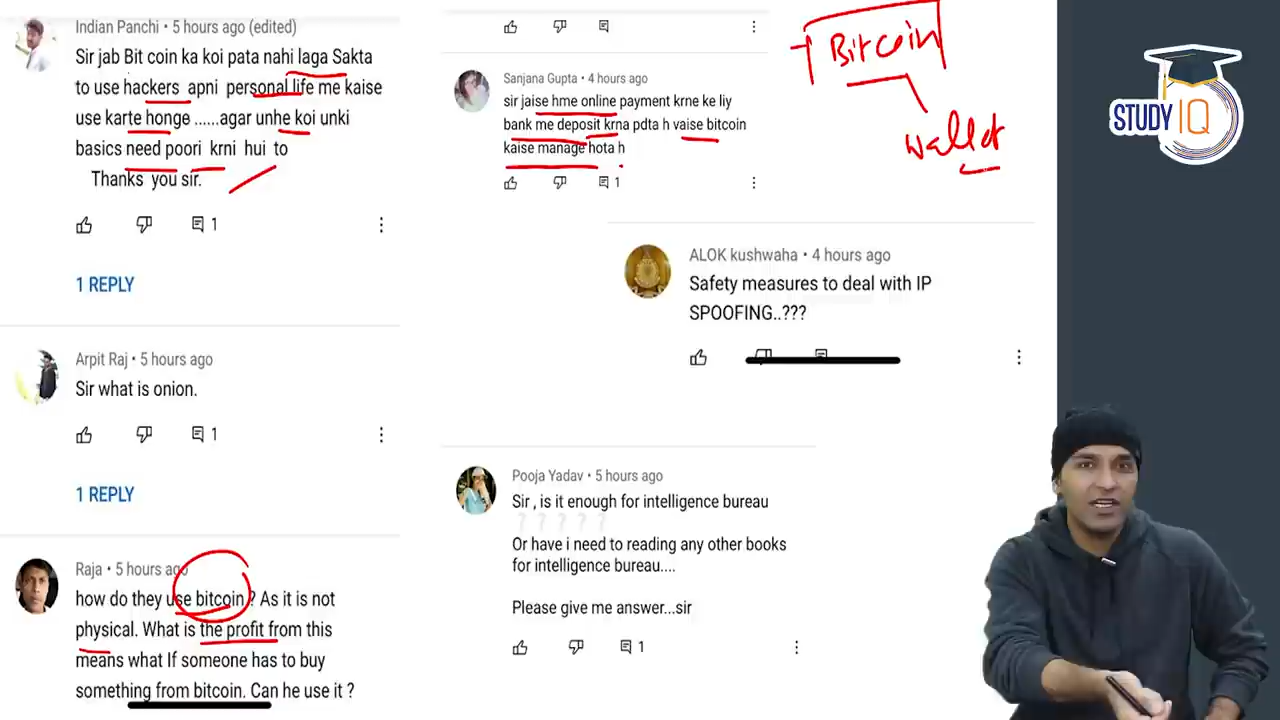 Indian Panchi • 5 hours ago (edited)
Sir jab Bit coin ka koi pata nahi laga Sakta
to use hackers apni personal life me kaise
use karte honge ......agar unhe koi unki
basics need poori krni hui to
Thanks you sir.
1
1 REPLY
Arpit Raj • 5 hours ago
Sir what is onion.
1
1 REPLY
Raja • 5 hours ago
how do they use bitcoin ? As it is not
physical. What is the profit from this
means what If someone has to buy
something from bitcoin. Can he use it ?
Sanjana Gupta • 4 hours ago
sir jaise hme online payment krne ke liy
bank me deposit krna pdta h vaise bitcoin
kaise manage hota h
1
Bitcoin
wallet
ALOK kushwaha • 4 hours ago
Safety measures to deal with IP
SPOOFING..???
Pooja Yadav • 5 hours ago
Sir , is it enough for intelligence bureau
? ? ? ? ?
Or have i need to reading any other books
for intelligence bureau....
Please give me answer...sir
1
STUDY IQ